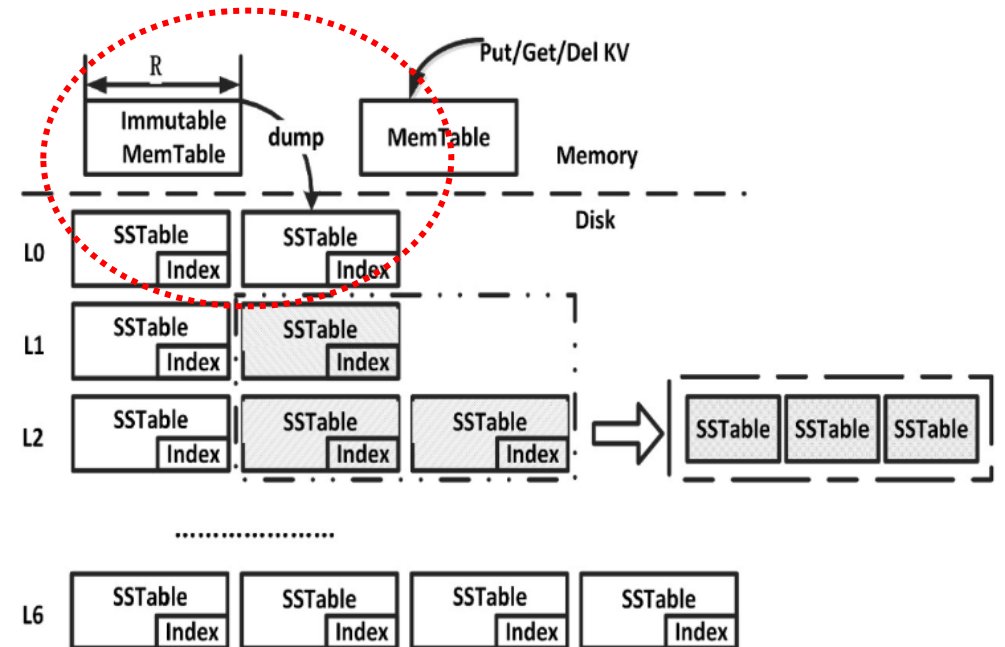 R
Put/Get/Del KV
Immutable
MemTable
dump
MemTable
Memory
Disk
L0
SSTable
Index
SSTable
Index
L1
SSTable
Index
SSTable
Index
L2
SSTable
Index
SSTable
Index
SSTable
Index
SSTable
SSTable
SSTable
....................
L6
SSTable
Index
SSTable
Index
SSTable
Index
SSTable
Index